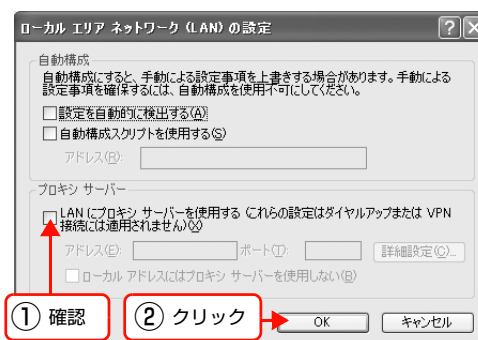 ローカル エリア ネットワーク (LAN) の設定
自動構成
自動構成にすると、手動による設定事項を上書きする場合があります。手動による
設定事項を確保するには、自動構成を使用不可にしてください。
設定を自動的に検出する(A)
自動構成スクリプトを使用する(S)
アドレス(R):
プロキシ サーバー
LAN にプロキシ サーバーを使用する (これらの設定はダイヤルアップまたは VPN
接続には適用されません)(X)
アドレス(E): ポート(T): 詳細設定(C)...
ローカル アドレスにはプロキシ サーバーを使用しない(B)
① 確認
② クリック
OK キャンセル